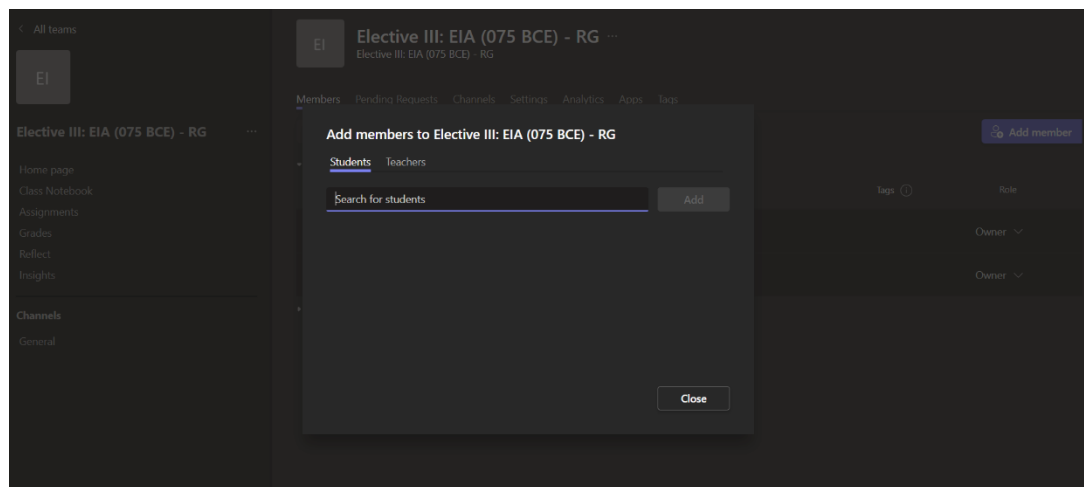 All teams
EI
Elective III: EIA (075 BCE) - RG ...
Home page
Class Notebook
Assignments
Grades
Reflect
Insights
Channels
General
EI
Elective III: EIA (075 BCE) - RG ...
Elective III: EIA (075 BCE) - RG
Members Pending Requests Channels Settings Analytics Apps Tags
Add member
Tags Role
Owner
Owner
Add members to Elective III: EIA (075 BCE) - RG
Students Teachers
Search for students Add
Close